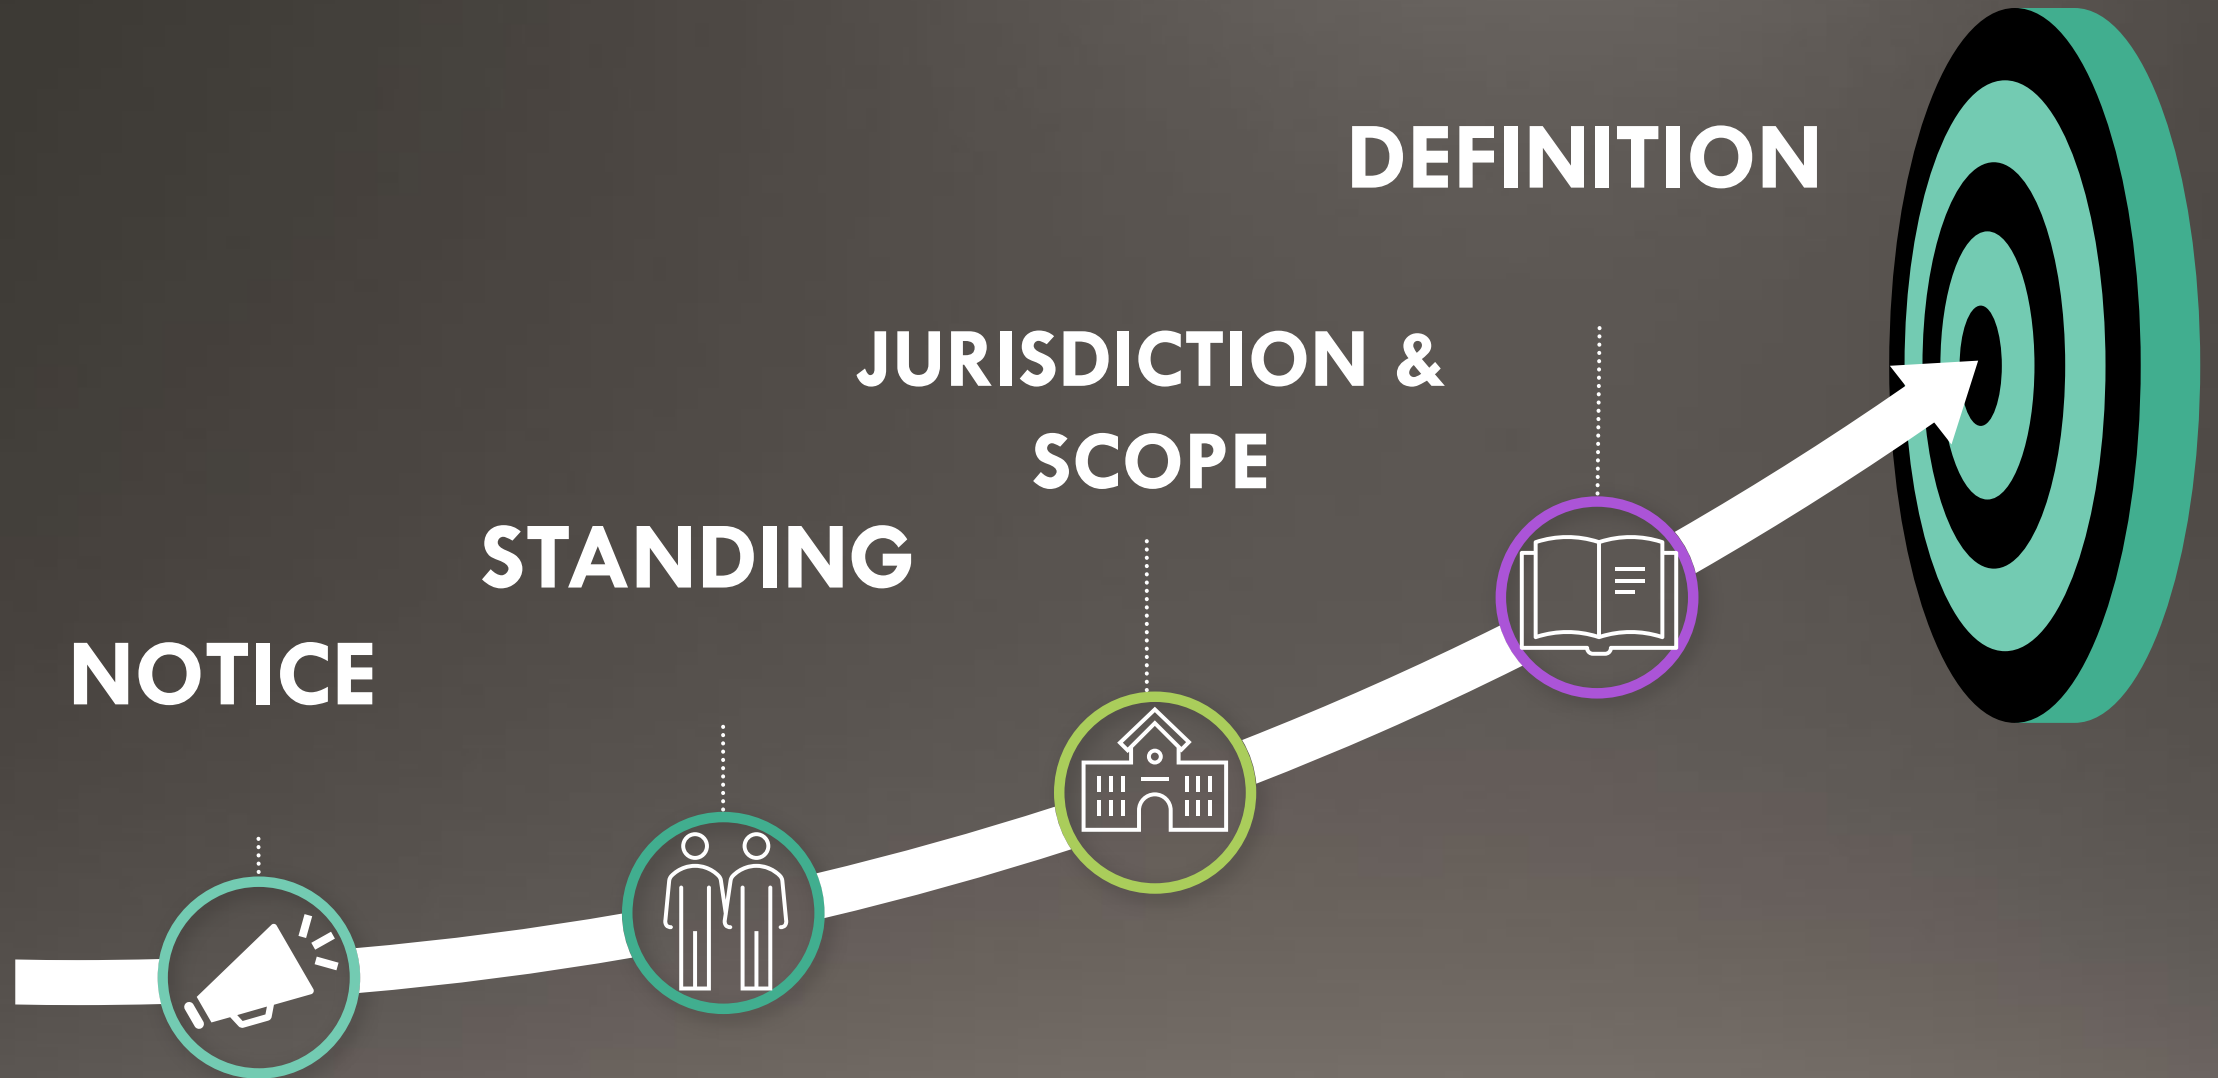 NOTICE
STANDING
JURISDICTION &
SCOPE
DEFINITION